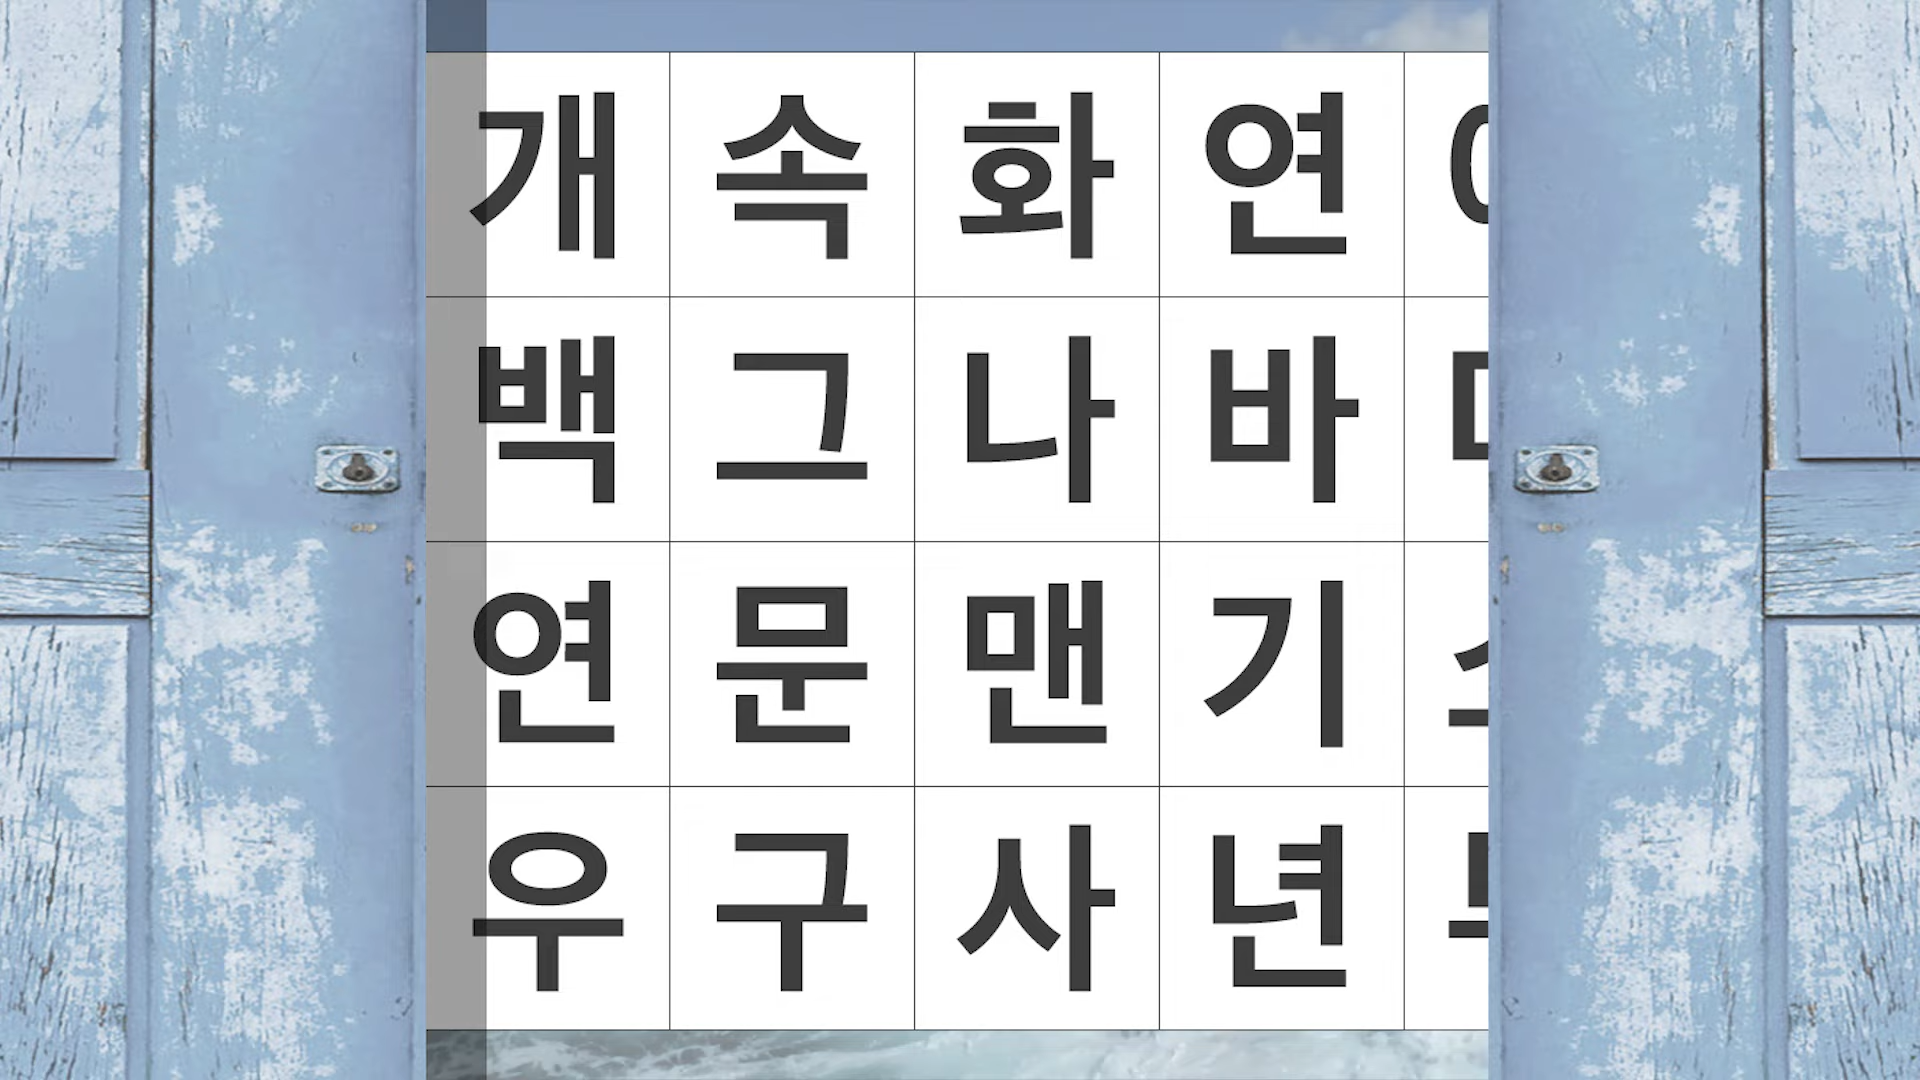 개 속 화 연
백 그 나 바
연 문 맨 기
우 구 사 년